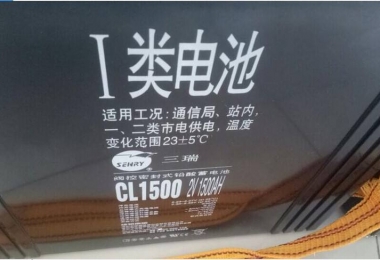 I类电池
适用工况：通信局、站内，
一、二类市电供电，温度
变化范围23±5℃
SENRY 三瑞
阀控密封式铅酸蓄电池
CL1500 2V 1500AH